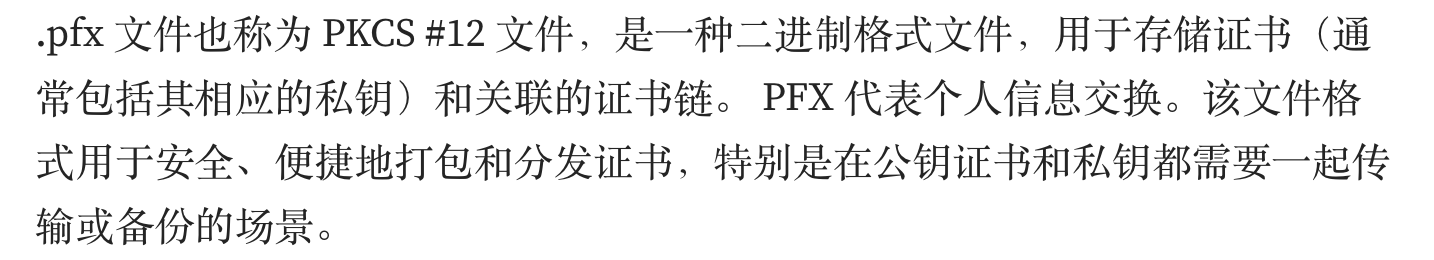 .pfx 文件也称为 PKCS #12 文件，是一种二进制格式文件，用于存储证书（通
常包括其相应的私钥）和关联的证书链。 PFX 代表个人信息交换。该文件格
式用于安全、便捷地打包和分发证书，特别是在公钥证书和私钥都需要一起传
输或备份的场景。